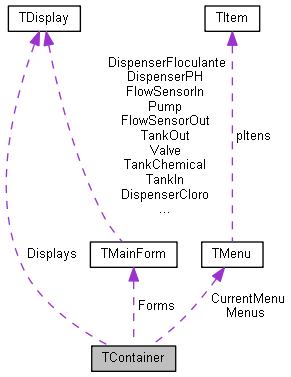 TDisplay
TItem
DispenserFloculante
DispenserPH
FlowSensorIn
Pump
FlowSensorOut
TankOut
Valve
TankChemical
TankIn
DispenserCloro
...
pItens
Displays
TMainForm
TMenu
Forms
CurrentMenu
Menus
TContainer